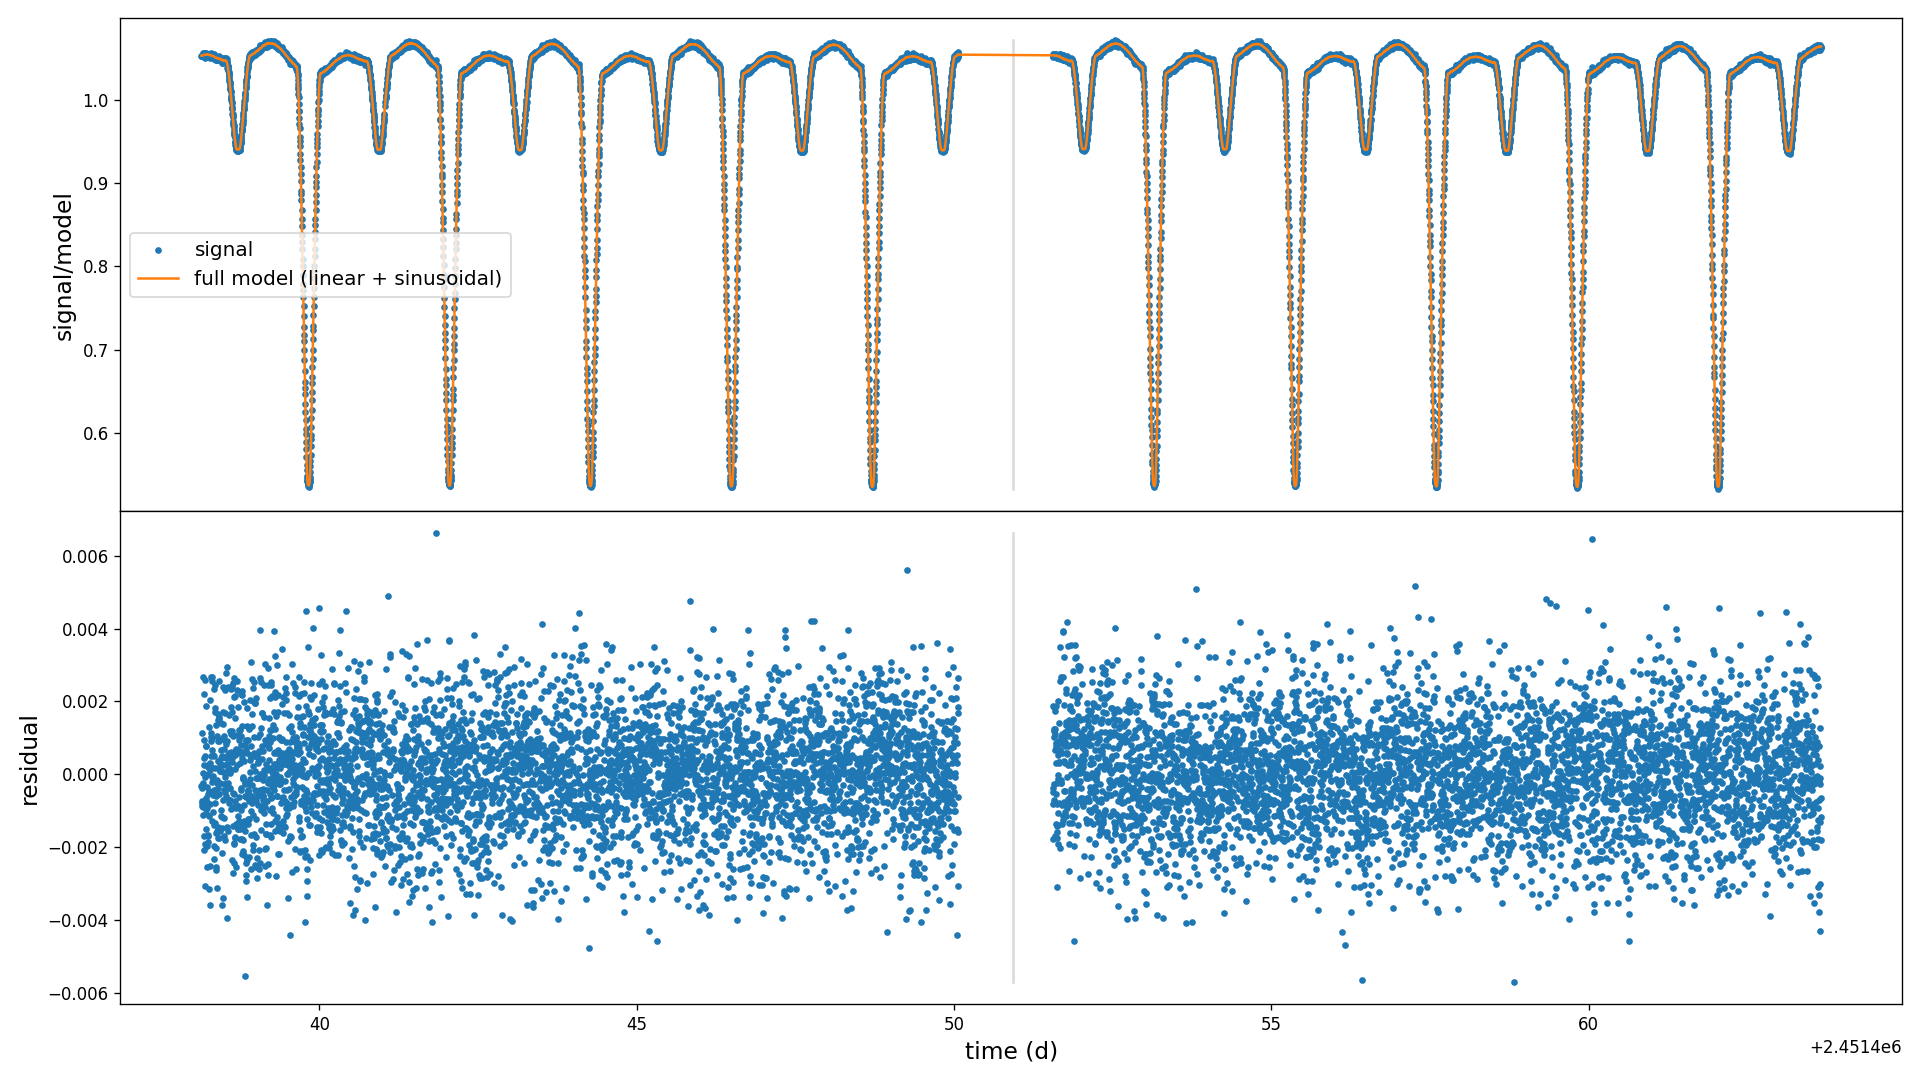 1.0
0.9
0.8
0.7
0.6
signal/model
signal
full model (linear + sinusoidal)
0.006
0.004
0.002
0.000
−0.002
−0.004
−0.006
residual
40
45
50
55
60
time (d)
+2.4514e6